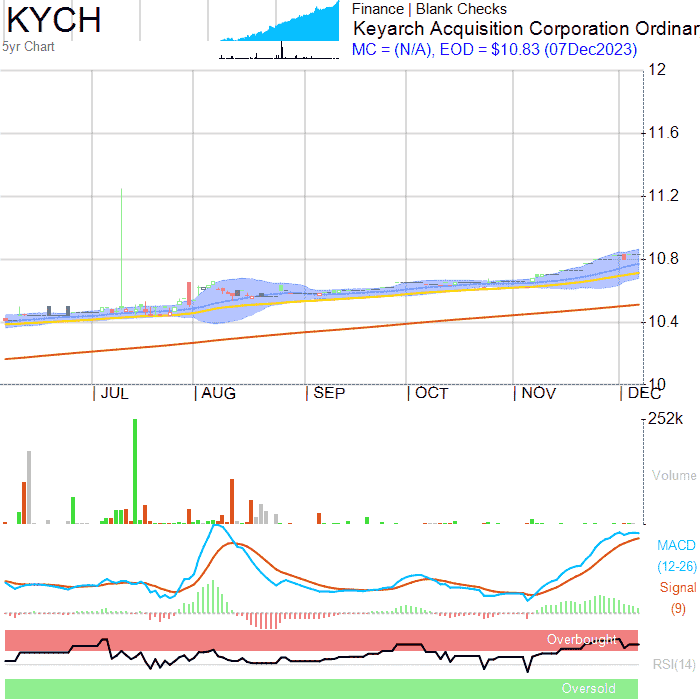 KYCH
5yr Chart
Finance | Blank Checks
Keyarch Acquisition Corporation Ordinar
MC = (N/A), EOD = $10.83 (07Dec2023)
12
11.6
11.2
10.8
10.4
10
JUL
AUG
SEP
OCT
NOV
DEC
252k
Volume
MACD
(12-26)
Signal
(9)
Overbought
RSI(14)
Oversold